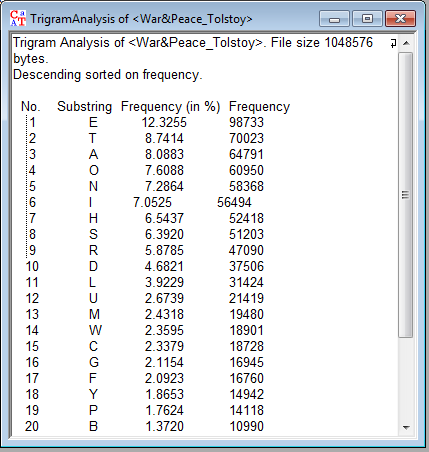 TrigramAnalysis of <War&Peace_Tolstoy>
Trigram Analysis of <War&Peace_Tolstoy>. File size 1048576
bytes.
Descending sorted on frequency.
No. Substring Frequency (in %) Frequency
1 E 12.3255 98733
2 T 8.7414 70023
3 A 8.0883 64791
4 O 7.6088 60950
5 N 7.2864 58368
6 I 7.0525 56494
7 H 6.5437 52418
8 S 6.3920 51203
9 R 5.8785 47090
10 D 4.6821 37506
11 L 3.9229 31424
12 U 2.6739 21419
13 M 2.4318 19480
14 W 2.3595 18901
15 C 2.3379 18728
16 G 2.1154 16945
17 F 2.0923 16760
18 Y 1.8653 14942
19 P 1.7624 14118
20 B 1.3720 10990